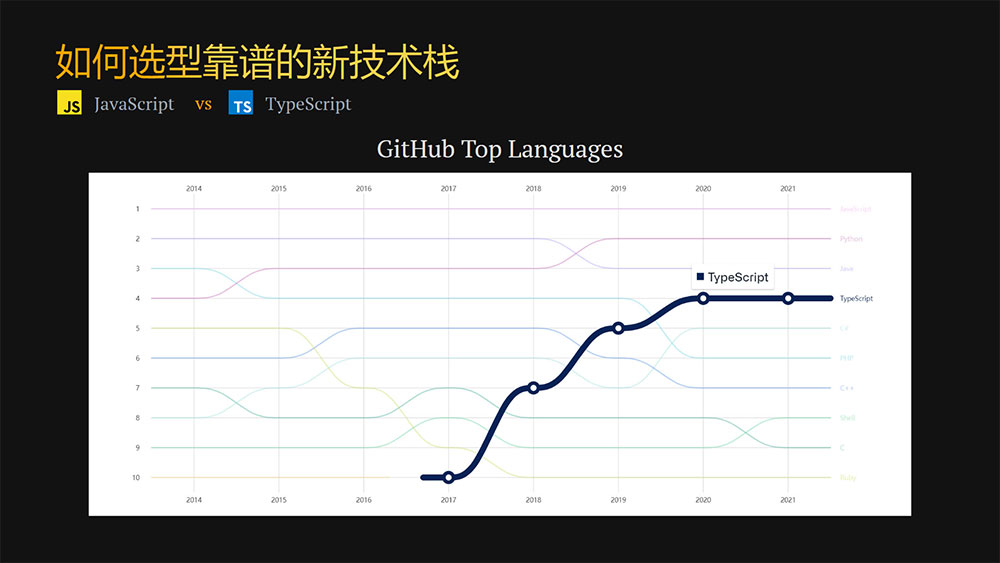 如何选型靠谱的新技术栈
JS JavaScript vs TS TypeScript
GitHub Top Languages
2014 2015 2016 2017 2018 2019 2020 2021
1 JavaScript
2 Python
3 Java
TypeScript
4 TypeScript
5 C#
6 PHP
7 C++
8 Shell
9 C
10 Ruby
2014 2015 2016 2017 2018 2019 2020 2021